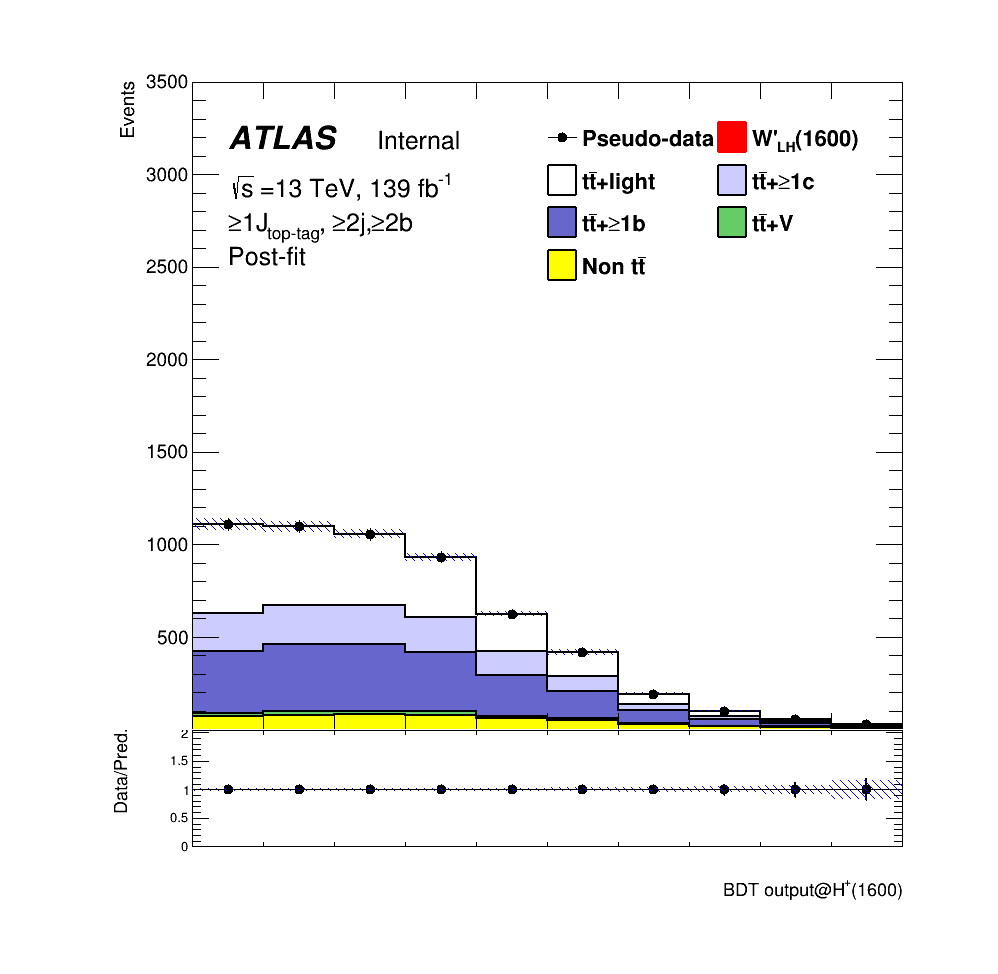 Events
3500
3000
2500
2000
1500
1000
500
ATLAS Internal
√s =13 TeV, 139 fb⁻¹
≥1J_top-tag, ≥2j,≥2b
Post-fit
Pseudo-data
W'_LH(1600)
tt̄+light
tt̄+≥1c
tt̄+≥1b
tt̄+V
Non tt̄
Data/Pred.
2
1.5
1
0.5
0
BDT output@H⁺(1600)